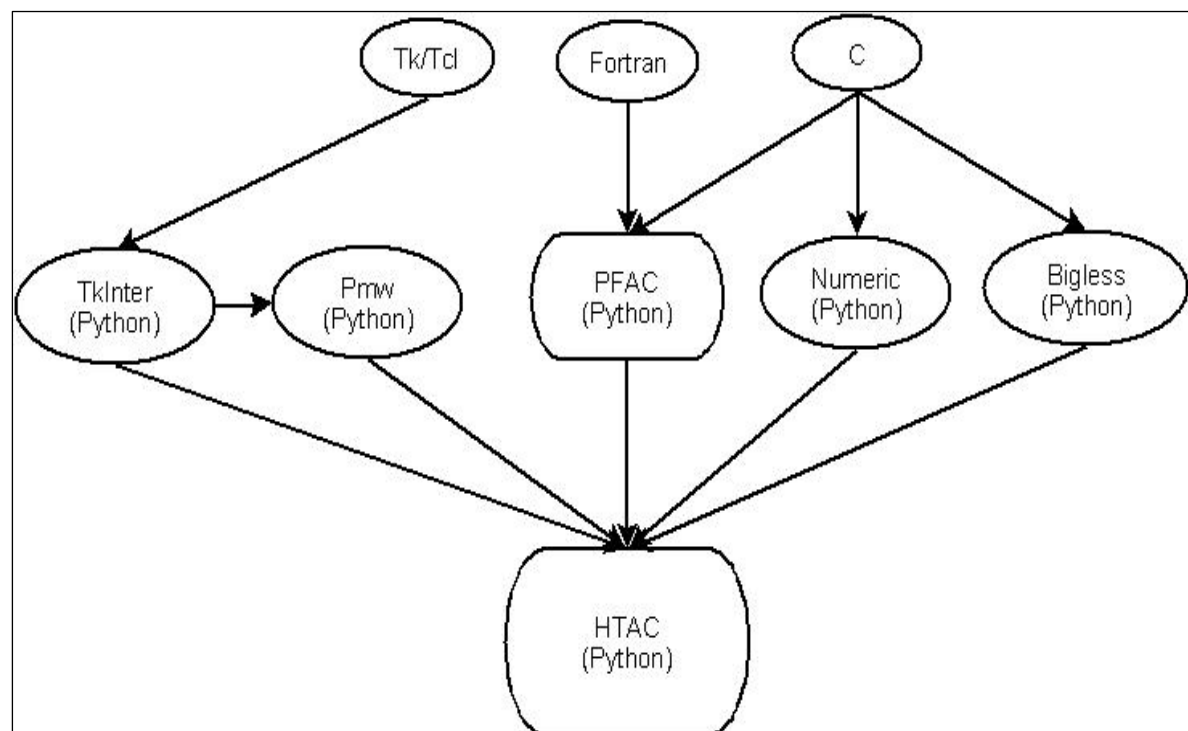 Tk/Tcl
Fortran
C
TkInter
(Python)
Pmw
(Python)
PFAC
(Python)
Numeric
(Python)
Bigless
(Python)
HTAC
(Python)